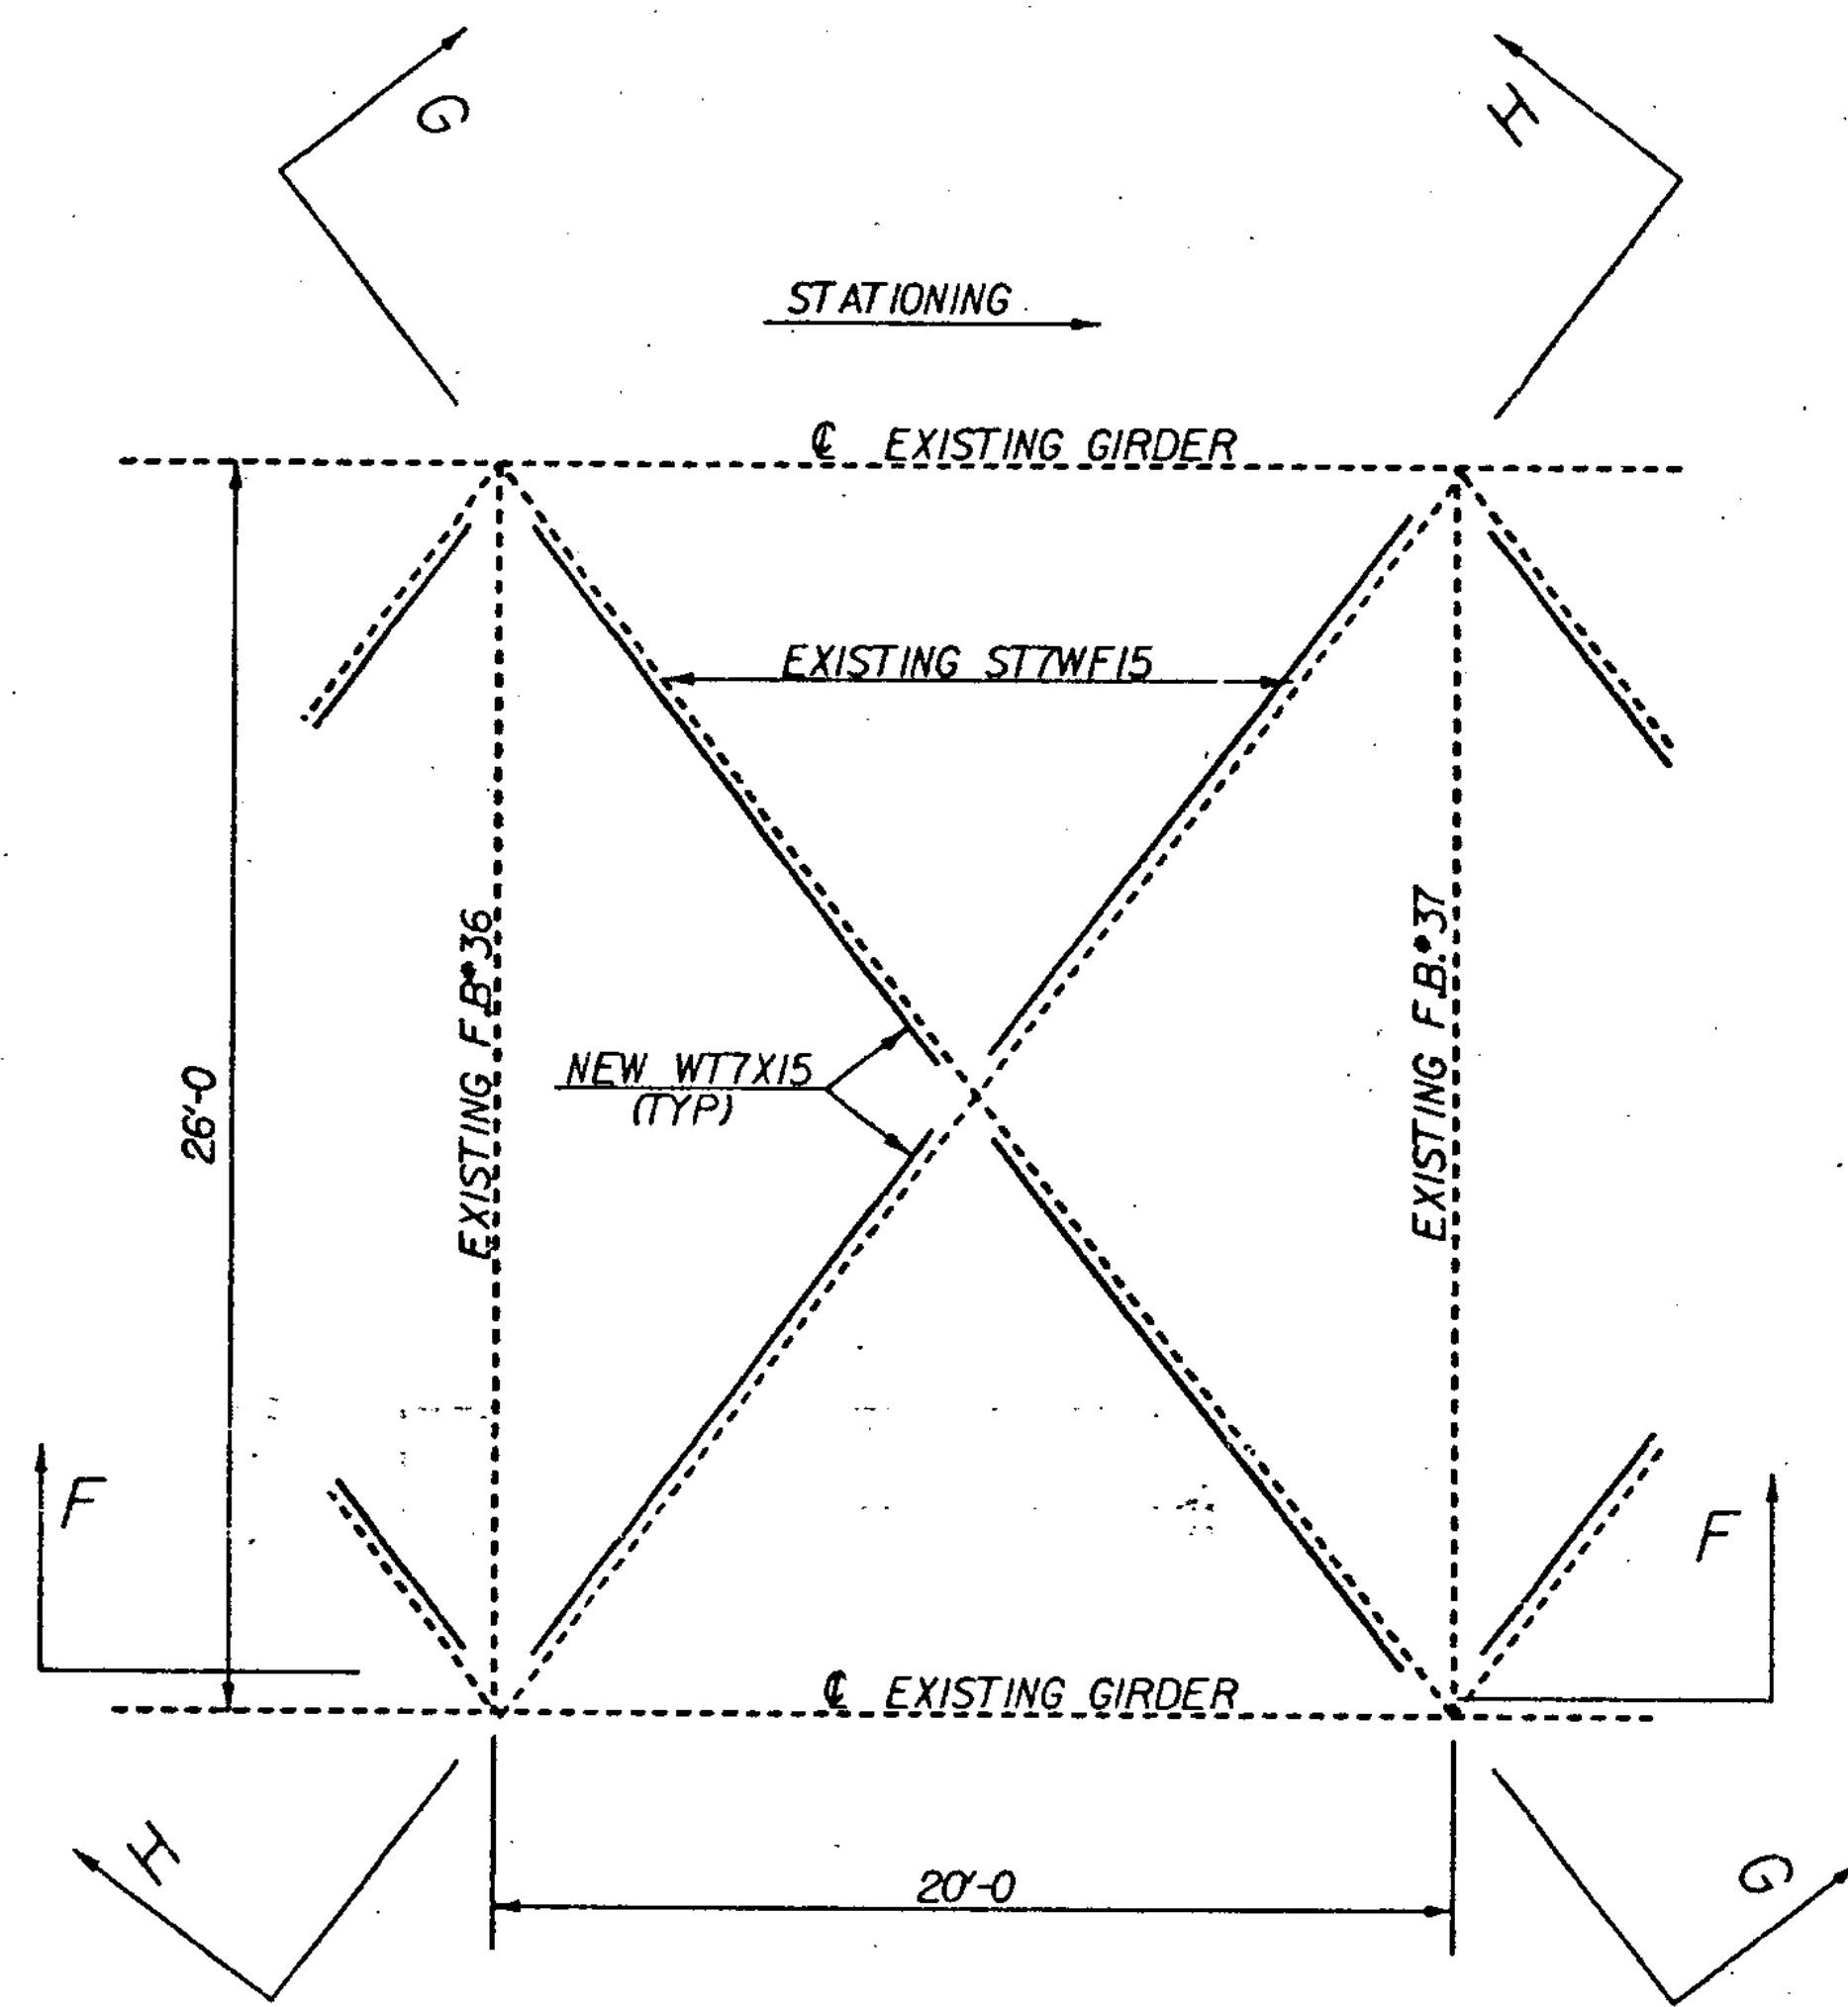 G
H
STATIONING
℄ EXISTING GIRDER
EXISTING ST7WF15
EXISTING F.B.•36
EXISTING F.B.•37
NEW WT7X15
(TYP)
26'-0
F
F
℄ EXISTING GIRDER
H
20'-0
G